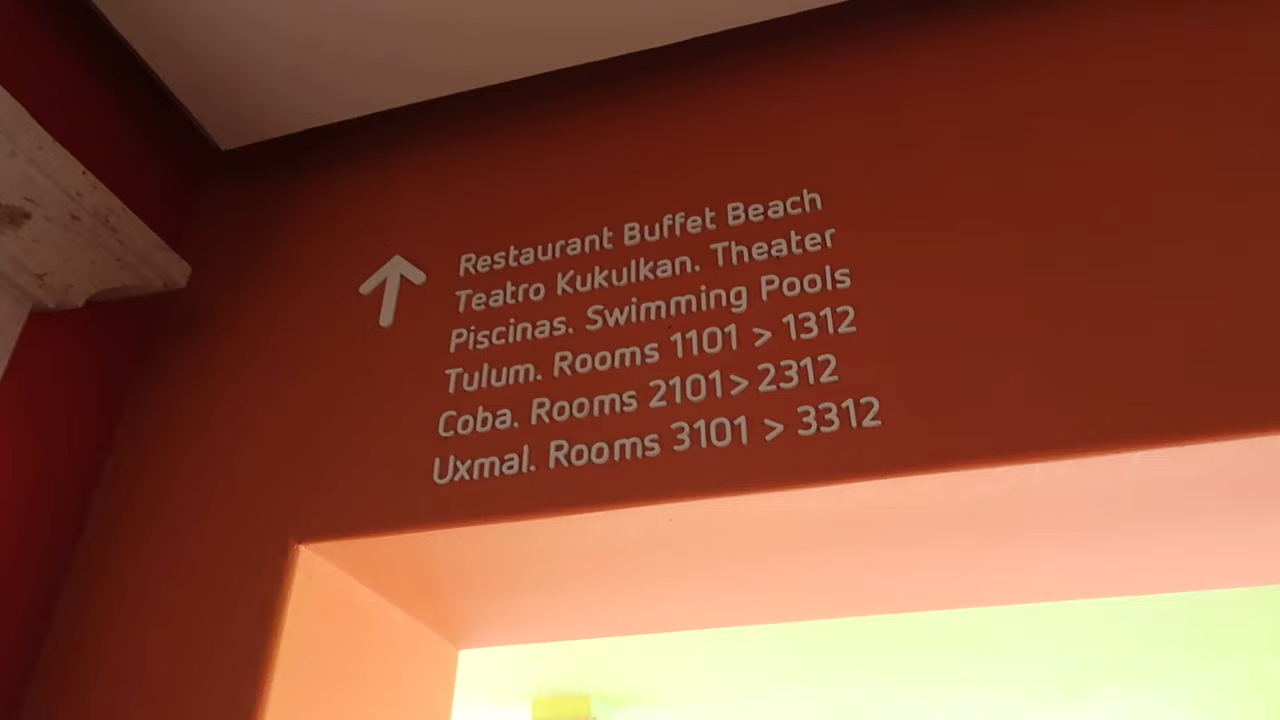 Restaurant Buffet Beach
Teatro Kukulkan. Theater
Piscinas. Swimming Pools
Tulum. Rooms 1101 > 1312
Coba. Rooms 2101 > 2312
Uxmal. Rooms 3101 > 3312